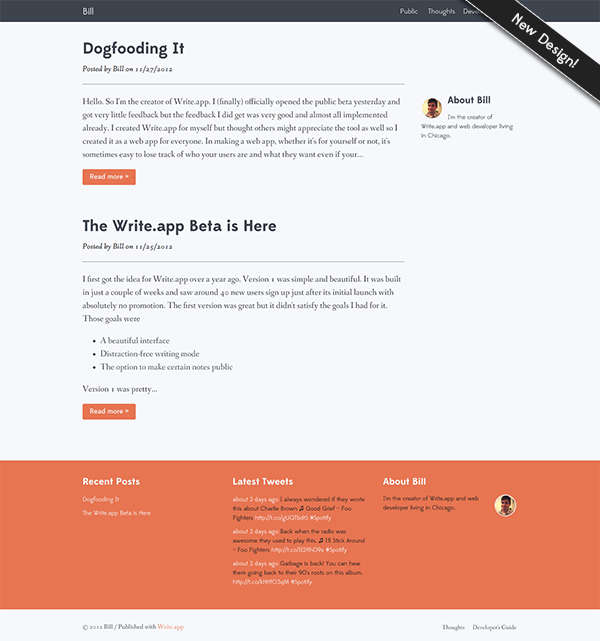 Bill
Public Thoughts
New Design!
Dogfooding It
Posted by Bill on 11/27/2012
Hello. So I'm the creator of Write.app. I (finally) officially opened the public beta yesterday and
got very little feedback but the feedback I did get was very good and almost all implemented
already. I created Write.app for myself but thought others might appreciate the tool as well so I
created it as a web app for everyone. In making a web app, whether it's for yourself or not, it's
sometimes easy to lose track of who your users are and what they want even if your...
Read more »
About Bill
I'm the creator of
Write.app and web developer living
in Chicago.
The Write.app Beta is Here
Posted by Bill on 11/25/2012
I first got the idea for Write.app over a year ago. Version 1 was simple and beautiful. It was built
in just a couple of weeks and saw around 40 new users sign up just after its initial launch with
absolutely no promotion. The first version was great but it didn't satisfy the goals I had for it.
Those goals were
• A beautiful interface
• Distraction-free writing mode
• The option to make certain notes public
Version 1 was pretty...
Read more »
Recent Posts
Dogfooding It
The Write.app Beta is Here
Latest Tweets
about 3 days ago I always wondered if they wrote
this about Charlie Brown ♫ Good Grief – Foo
Fighters #Spotify
about 3 days ago Back when the radio was
awesome they used to play this. ♫ I'll Stick Around
– Foo Fighters #Spotify
about 3 days ago Garbage is back! You can hear
them going back to their 90's roots on this album.
#Spotify
About Bill
I'm the creator of Write.app and web
developer living in Chicago.
© 2012 Bill / Published with Write.app
Thoughts Developer's Guide